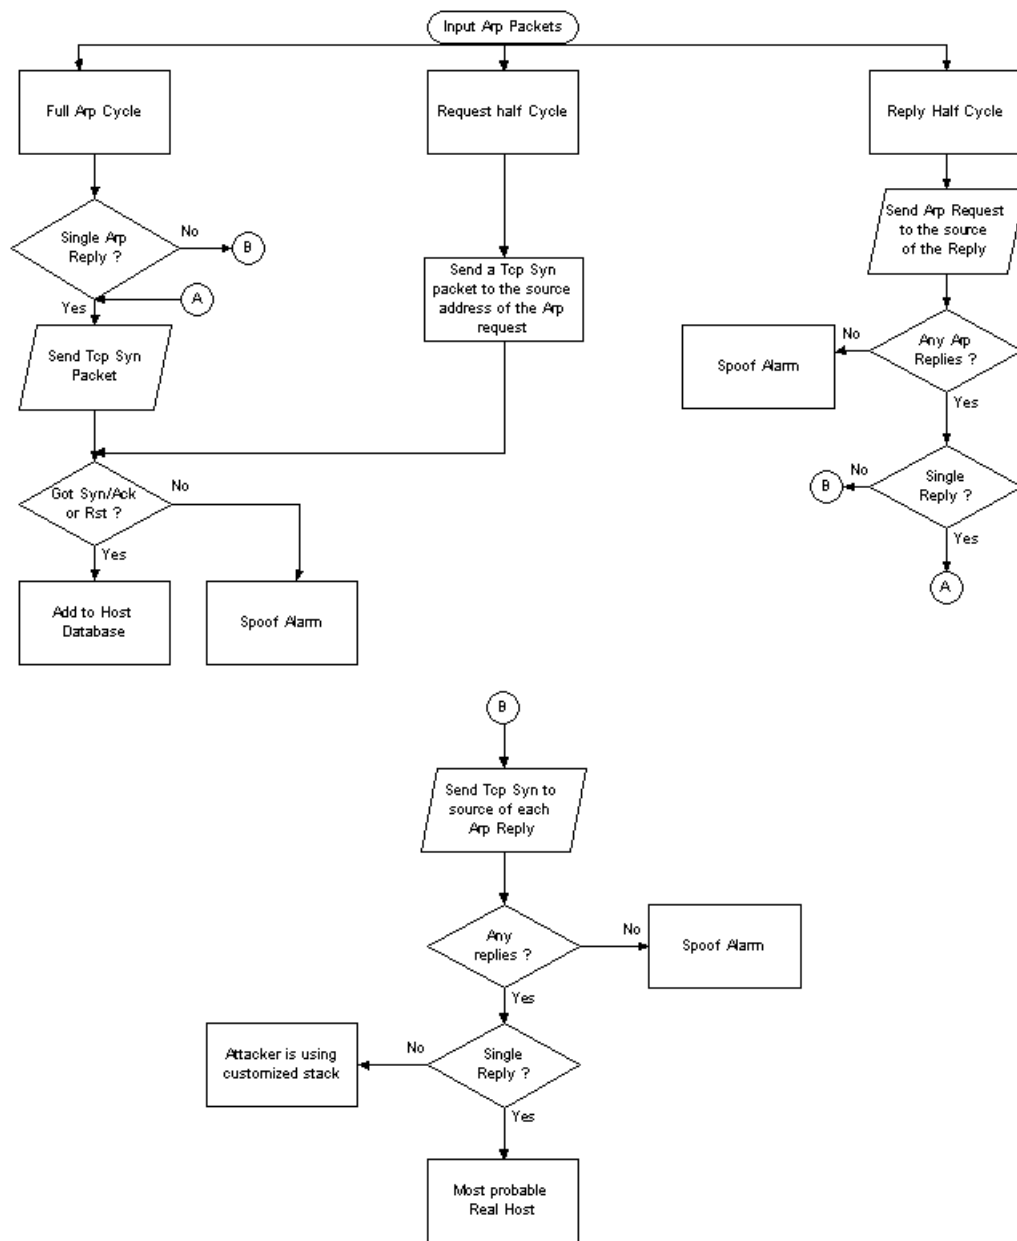 Input Arp Packets
Full Arp Cycle
Request half Cycle
Reply Half Cycle
Single Arp
Reply ?
No
B
Yes
A
Send Tcp Syn
Packet
Send a Tcp Syn
packet to the source
address of the Arp
request
Send Arp Request
to the source
of the Reply
Any Arp
Replies ?
No
Spoof Alarm
Yes
Single
Reply ?
No
B
Yes
A
Got Syn/Ack
or Rst ?
No
Yes
Add to Host
Database
Spoof Alarm
B
Send Tcp Syn to
source of each
Arp Reply
Any
replies ?
No
Spoof Alarm
Yes
Single
Reply ?
No
Attacker is using
customized stack
Yes
Most probable
Real Host